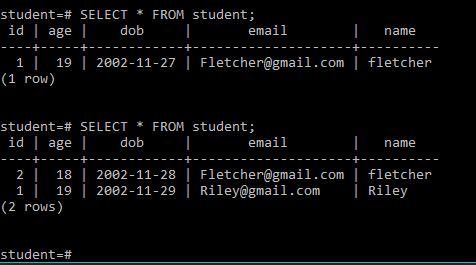 student=# SELECT * FROM student;
 id | age |    dob     |       email        |   name
----+-----+------------+--------------------+----------
  1 |  19 | 2002-11-27 | Fletcher@gmail.com | fletcher
(1 row)
student=# SELECT * FROM student;
 id | age |    dob     |       email        |   name
----+-----+------------+--------------------+----------
  2 |  18 | 2002-11-28 | Fletcher@gmail.com | fletcher
  1 |  19 | 2002-11-29 | Riley@gmail.com    | Riley
(2 rows)
student=#